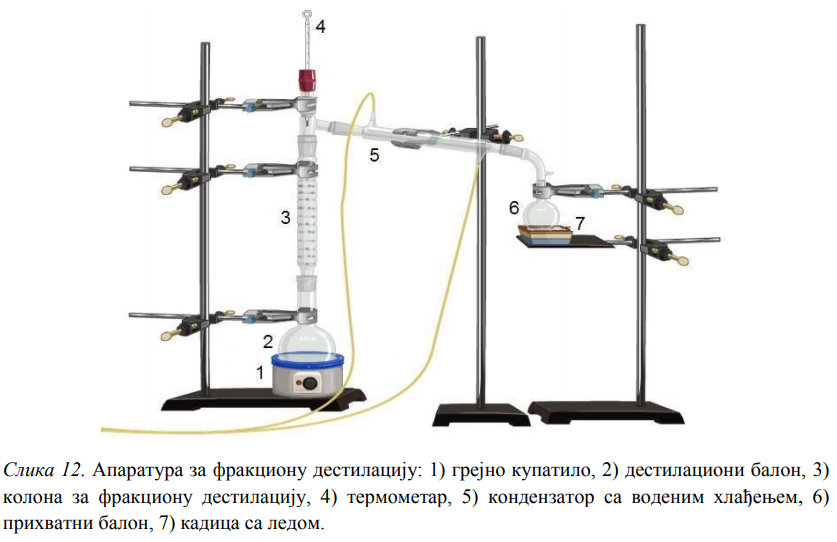 4
5
3
6
7
2
1
Слика 12. Апаратура за фракциону дестилацију: 1) грејно купатило, 2) дестилациони балон, 3)
колона за фракциону дестилацију, 4) термометар, 5) кондензатор са воденим хлађењем, 6)
прихватни балон, 7) кадица са ледом.